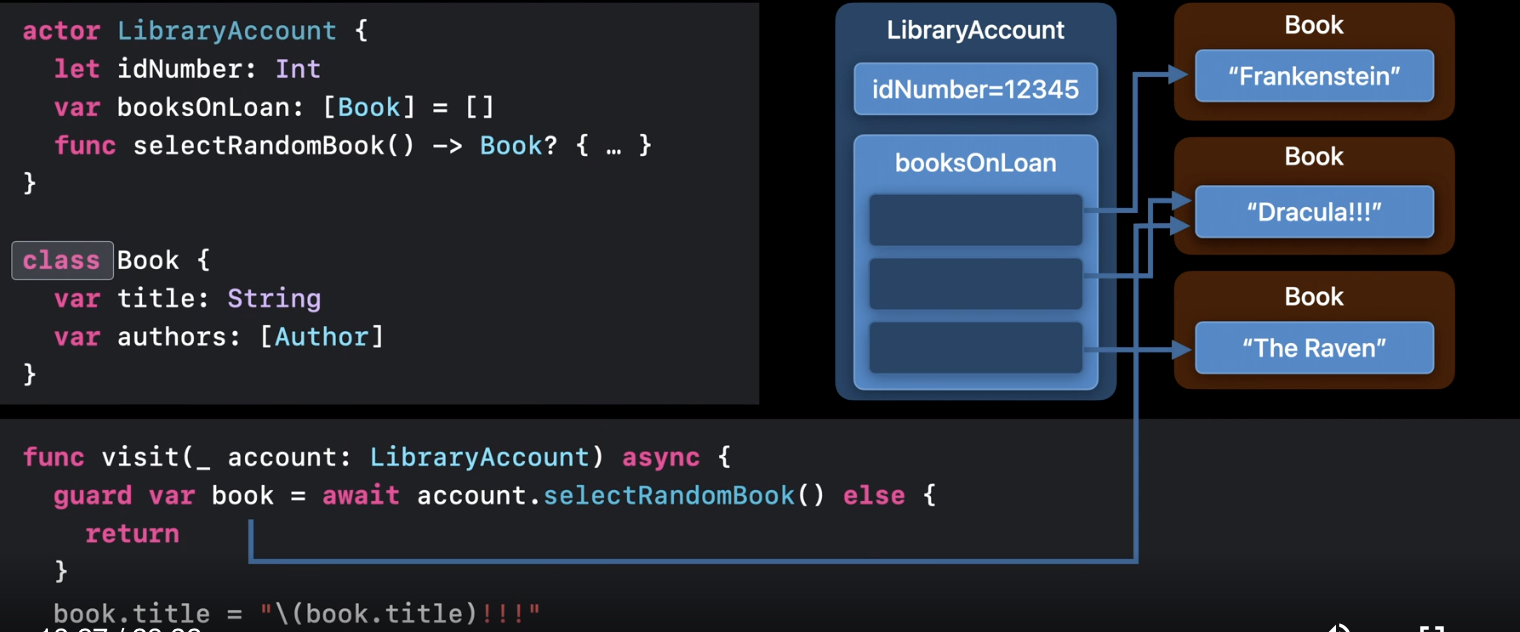 actor LibraryAccount {
let idNumber: Int
var booksOnLoan: [Book] = []
func selectRandomBook() -> Book? { … }
}
class Book {
var title: String
var authors: [Author]
}
LibraryAccount
idNumber=12345
booksOnLoan
Book
“Frankenstein”
Book
“Dracula!!!”
Book
“The Raven”
func visit(_ account: LibraryAccount) async {
guard var book = await account.selectRandomBook() else {
return
}
book.title = "\(book.title)!!!"